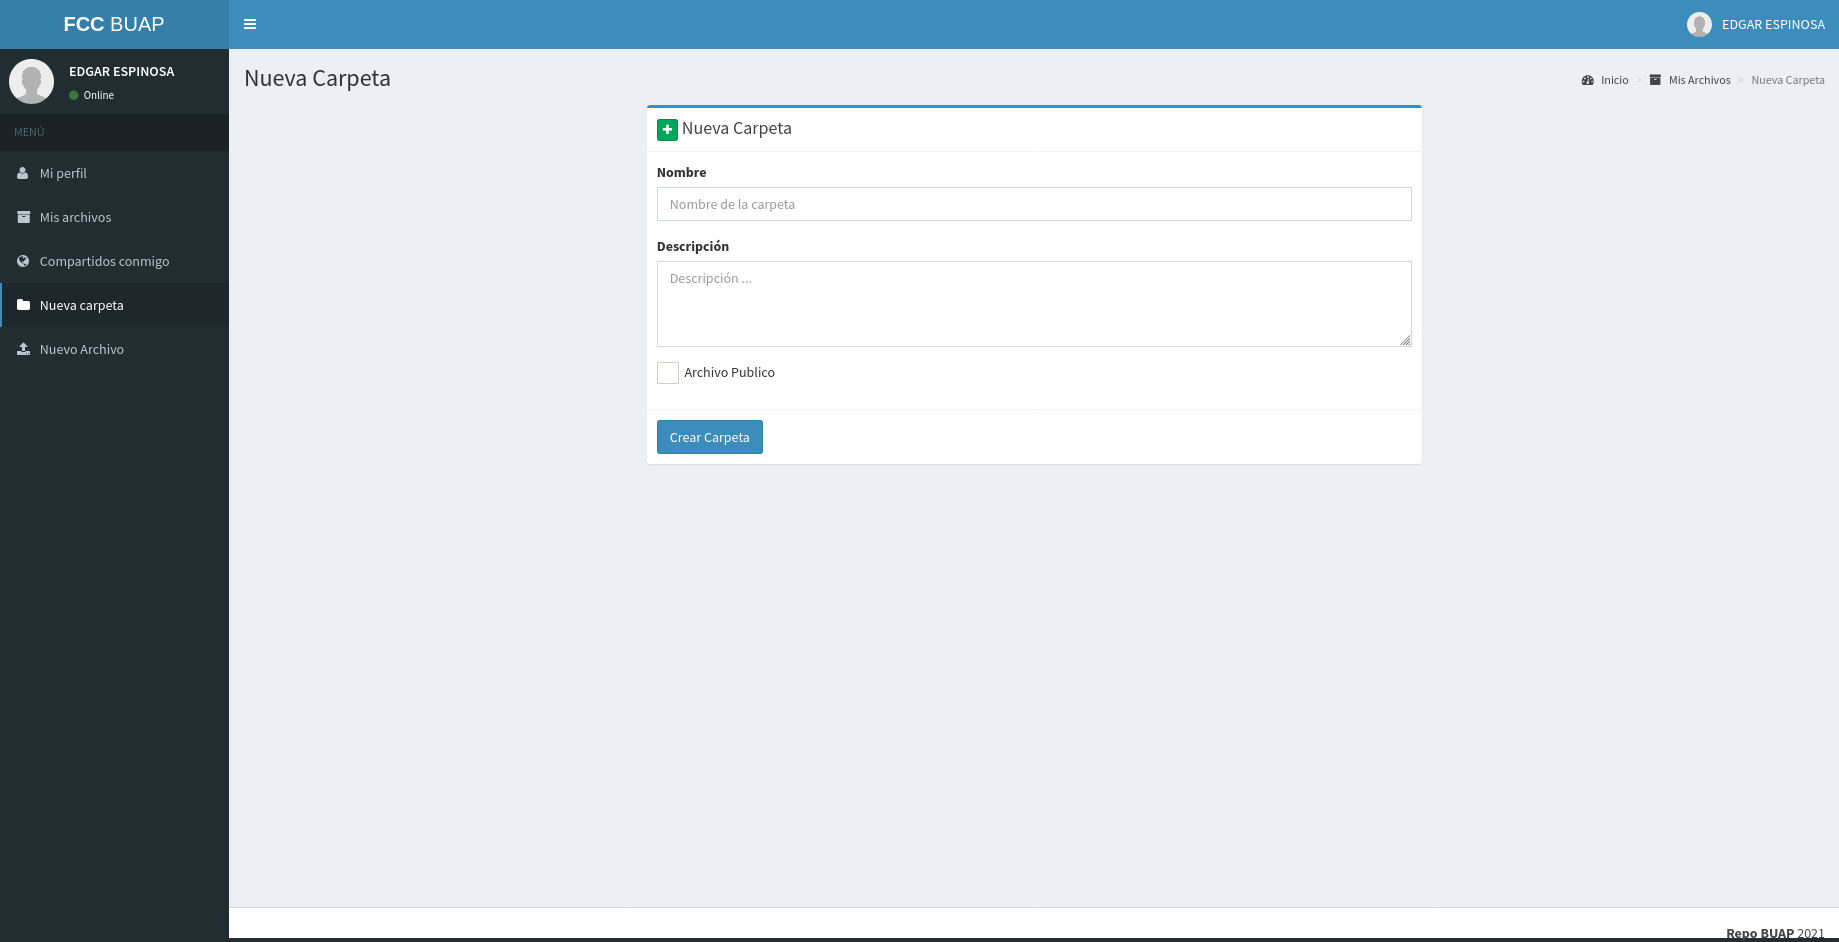 FCC BUAP
EDGAR ESPINOSA
EDGAR ESPINOSA
Online
MENÚ
Mi perfil
Mis archivos
Compartidos conmigo
Nueva carpeta
Nuevo Archivo
Nueva Carpeta
Inicio > Mis Archivos > Nueva Carpeta
Nueva Carpeta
Nombre
Nombre de la carpeta
Descripción
Descripción ...
Archivo Publico
Crear Carpeta
Repo BUAP 2021